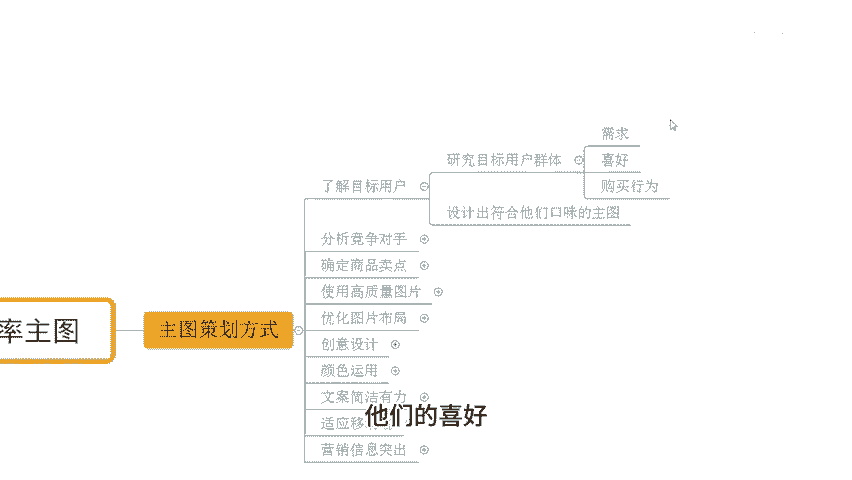 需求
研究目标用户群体
喜好
了解目标用户
购买行为
设计出符合他们口味的主图
分析竞争对手
确定商品卖点
使用高质量图片
优化图片布局
率主图
主图策划方式
创意设计
颜色运用
文案简洁有力
他们的喜好
适应移
营销信息突出